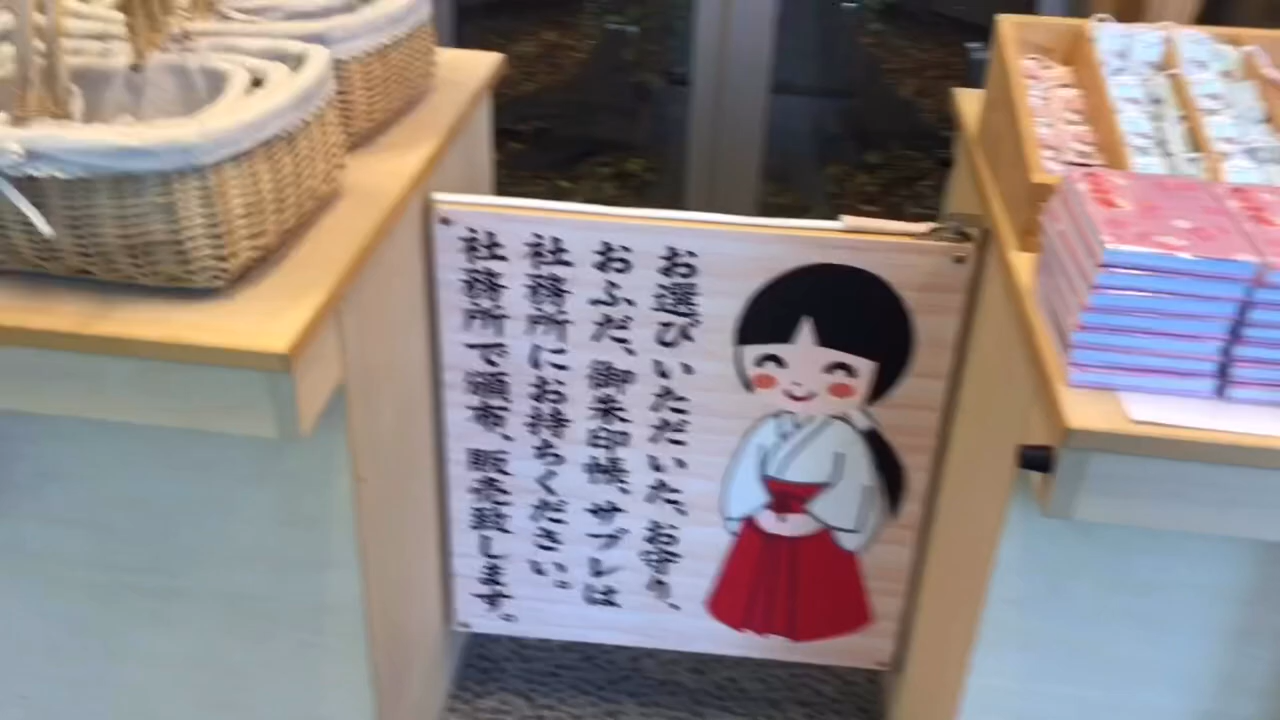 お選びいただいた、お守り、
おふだ、御朱印帳、サブレは
社務所にお持ちください。
社務所で頒布、販売致します。